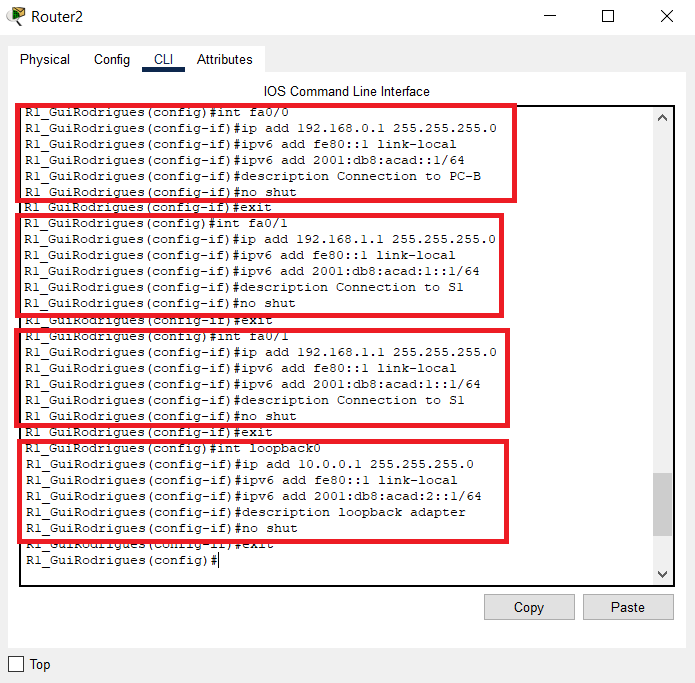 Router2
Physical Config CLI Attributes
IOS Command Line Interface
R1_GuiRodrigues(config)#int fa0/0
R1_GuiRodrigues(config-if)#ip add 192.168.0.1 255.255.255.0
R1_GuiRodrigues(config-if)#ipv6 add fe80::1 link-local
R1_GuiRodrigues(config-if)#ipv6 add 2001:db8:acad::1/64
R1_GuiRodrigues(config-if)#description Connection to PC-B
R1_GuiRodrigues(config-if)#no shut
R1_GuiRodrigues(config-if)#exit
R1_GuiRodrigues(config)#int fa0/1
R1_GuiRodrigues(config-if)#ip add 192.168.1.1 255.255.255.0
R1_GuiRodrigues(config-if)#ipv6 add fe80::1 link-local
R1_GuiRodrigues(config-if)#ipv6 add 2001:db8:acad:1::1/64
R1_GuiRodrigues(config-if)#description Connection to S1
R1_GuiRodrigues(config-if)#no shut
R1_GuiRodrigues(config-if)#exit
R1_GuiRodrigues(config)#int fa0/1
R1_GuiRodrigues(config-if)#ip add 192.168.1.1 255.255.255.0
R1_GuiRodrigues(config-if)#ipv6 add fe80::1 link-local
R1_GuiRodrigues(config-if)#ipv6 add 2001:db8:acad:1::1/64
R1_GuiRodrigues(config-if)#description Connection to S1
R1_GuiRodrigues(config-if)#no shut
R1_GuiRodrigues(config-if)#exit
R1_GuiRodrigues(config)#int loopback0
R1_GuiRodrigues(config-if)#ip add 10.0.0.1 255.255.255.0
R1_GuiRodrigues(config-if)#ipv6 add fe80::1 link-local
R1_GuiRodrigues(config-if)#ipv6 add 2001:db8:acad:2::1/64
R1_GuiRodrigues(config-if)#description loopback adapter
R1_GuiRodrigues(config-if)#no shut
R1_GuiRodrigues(config-if)#exit
R1_GuiRodrigues(config)#
Copy Paste
Top